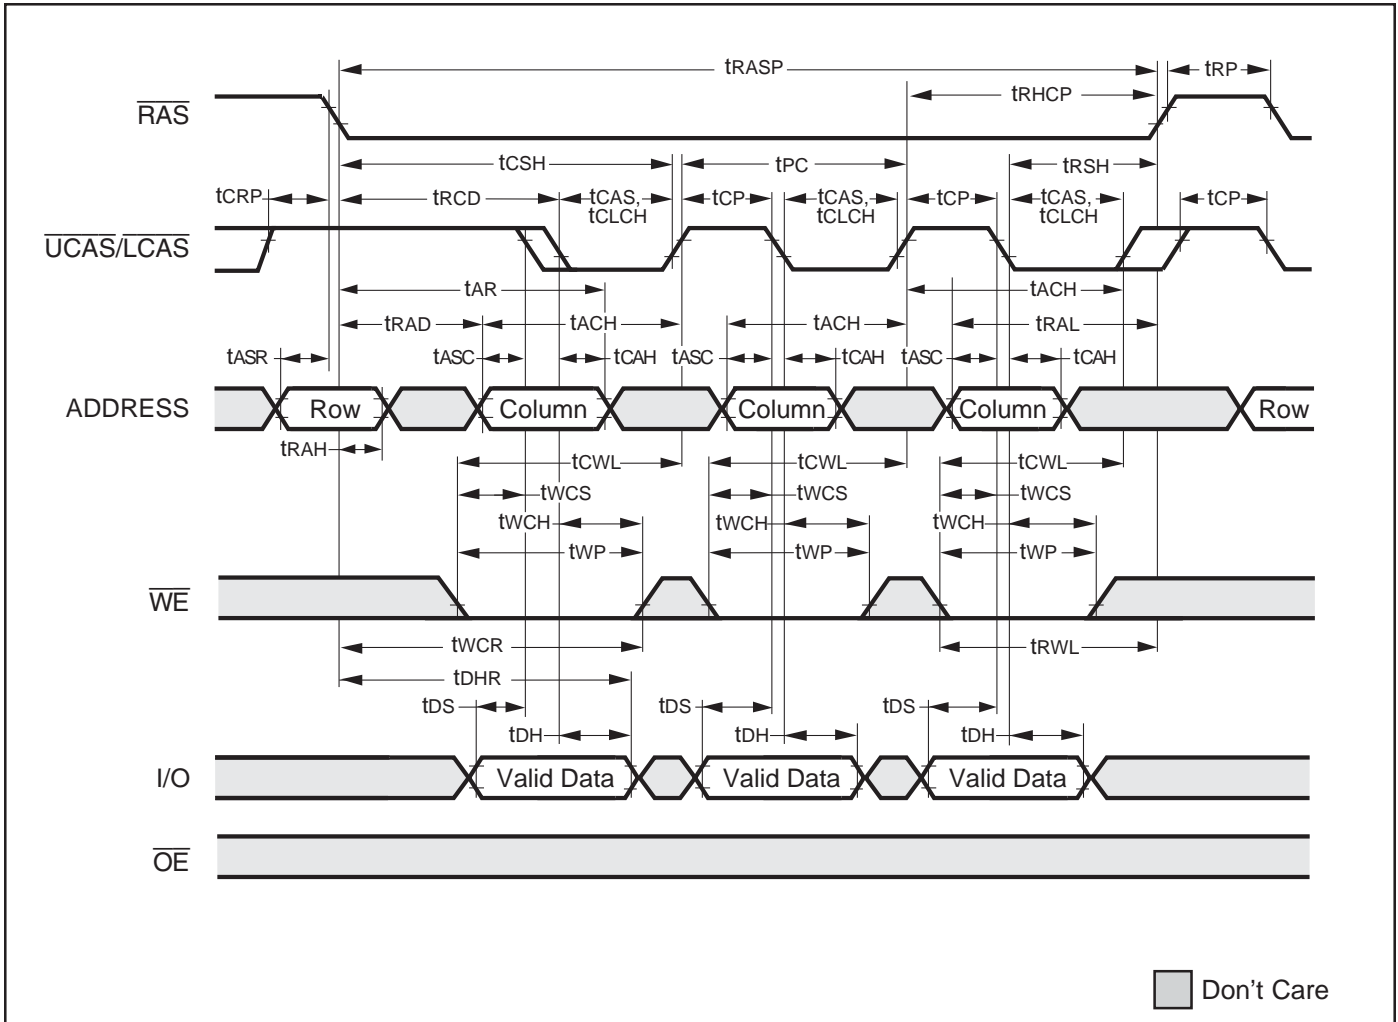 tRASP
tRP
RAS
tRHCP
tCSH
tPC
tRSH
tCRP
tRCD
tCAS,
tCLCH
tCP
tCAS,
tCLCH
tCP
tCAS,
tCLCH
tCP
UCAS/LCAS
tAR
tACH
tRAD
tACH
tACH
tRAL
tASR
tASC
tCAH
tASC
tCAH
tASC
tCAH
ADDRESS
Row
Column
Column
Column
Row
tRAH
tCWL
tCWL
tCWL
tWCS
tWCS
tWCS
tWCH
tWCH
tWCH
tWP
tWP
tWP
WE
tWCR
tRWL
tDHR
tDS
tDS
tDS
tDH
tDH
tDH
I/O
Valid Data
Valid Data
Valid Data
OE
Don't Care